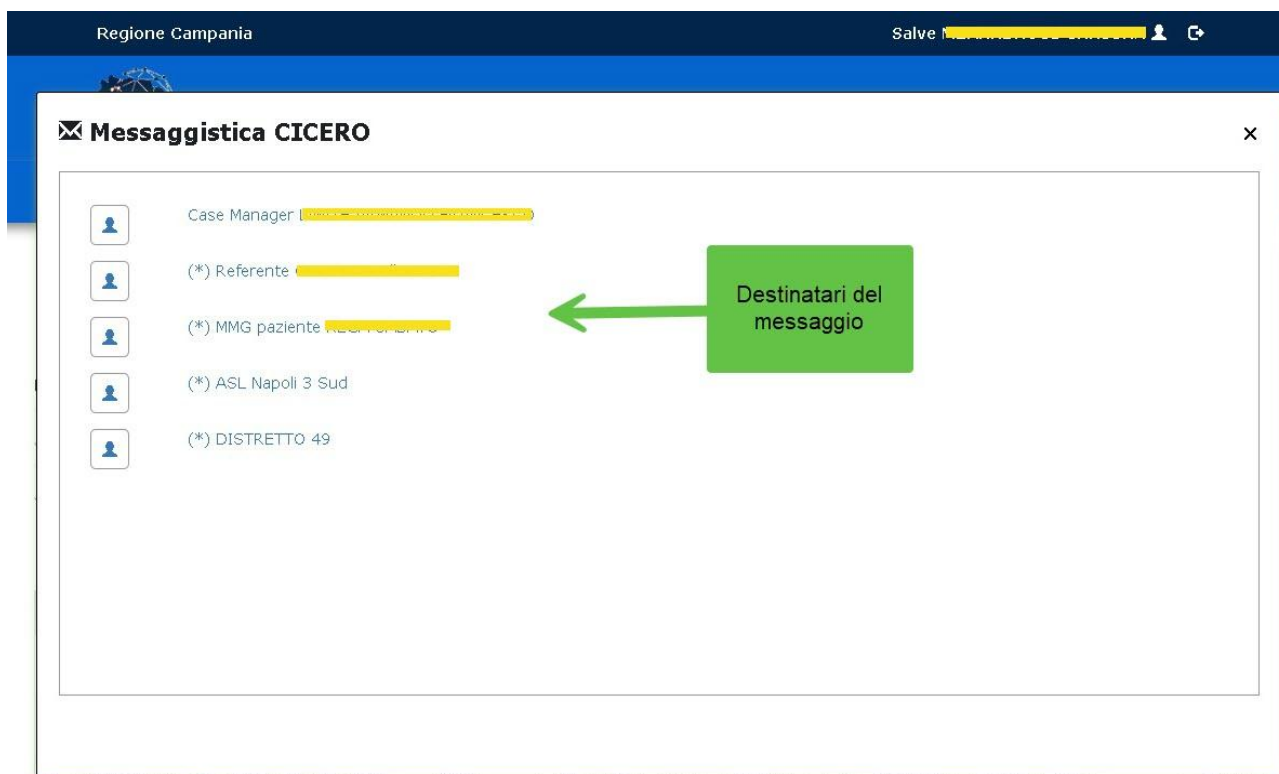 Regione Campania
Salve
Messaggistica CICERO
Case Manager
(*) Referente
(*) MMG paziente
(*) ASL Napoli 3 Sud
(*) DISTRETTO 49
Destinatari del
messaggio